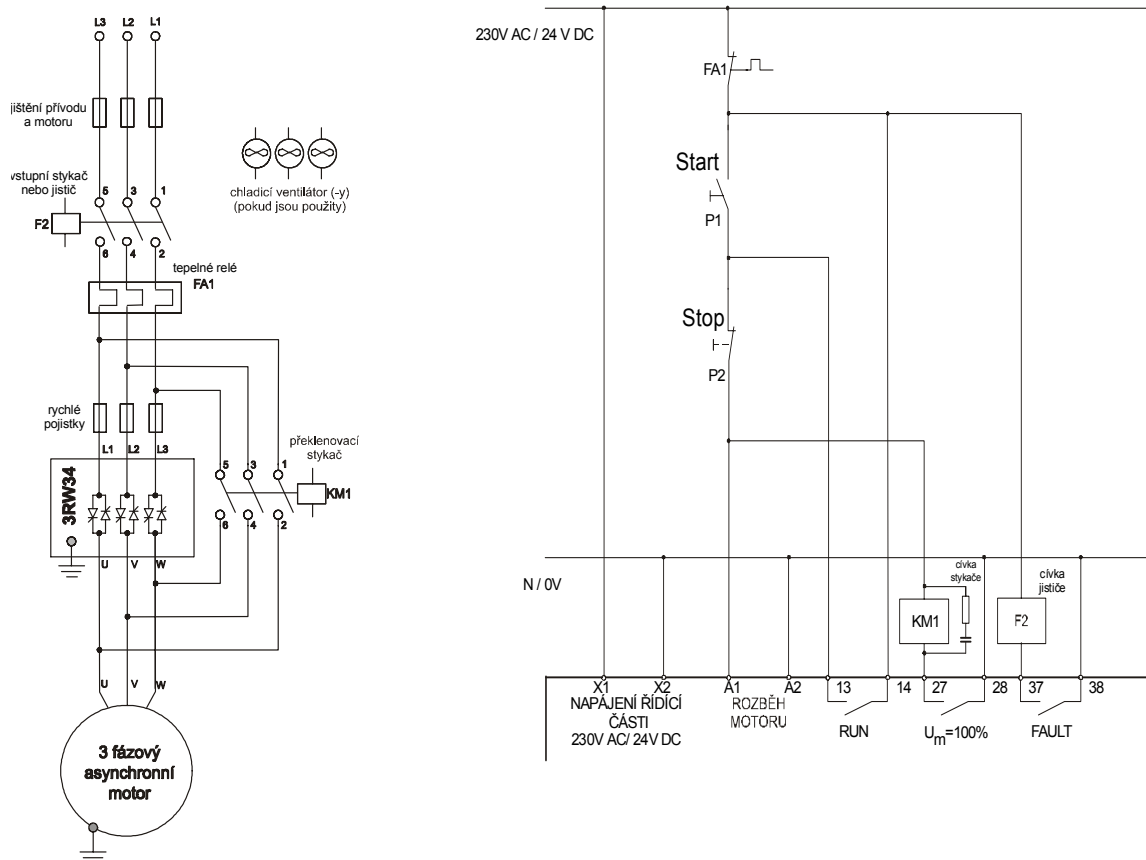 L3 L2 L1
jištění přívodu
a motoru
vstupní stykač
nebo jistič
5 3 1
F2
6 4 2
chladicí ventilátor (-y)
(pokud jsou použity)
tepelné relé
FA1
rychlé
pojistky
L1 L2 L3
3RW34
překlenovací
stykač
5 3 1
KM1
6 4 2
U V W
U V W
3 fázový
asynchronní
motor
230V AC / 24 V DC
FA1
Start
P1
Stop
P2
N / 0V
cívka
stykače
cívka
jističe
KM1
F2
X1 X2 A1 A2 13 14 27 28 37 38
NAPÁJENÍ ŘÍDÍCÍ
ČÁSTI
230V AC/ 24V DC
ROZBĚH
MOTORU
RUN
Um=100%
FAULT